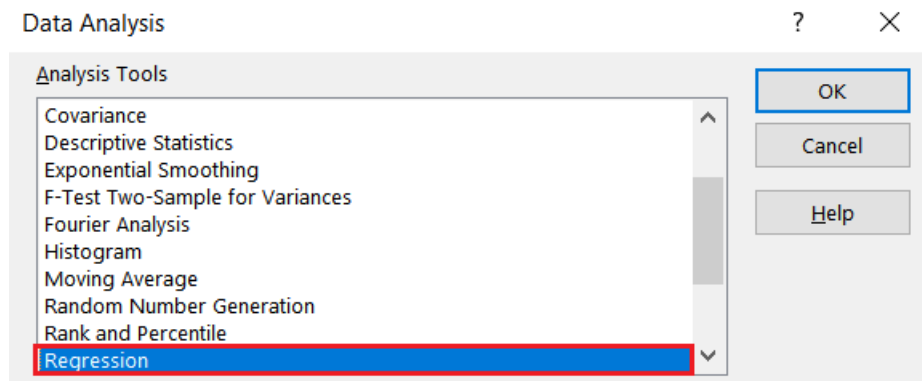 Data Analysis ? ×
Analysis Tools
OK
Cancel
Help
Covariance
Descriptive Statistics
Exponential Smoothing
F-Test Two-Sample for Variances
Fourier Analysis
Histogram
Moving Average
Random Number Generation
Rank and Percentile
Regression